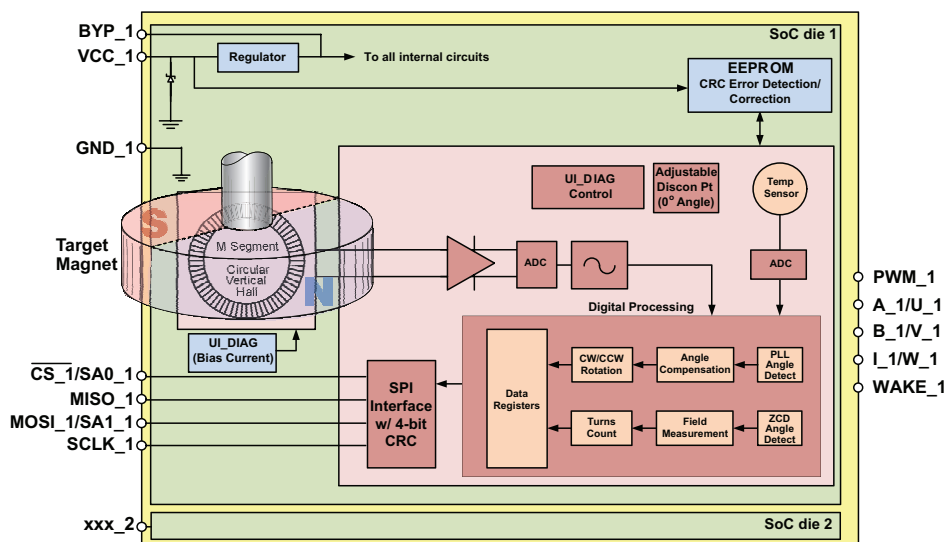 BYP_1
SoC die 1
VCC_1
Regulator
To all internal circuits
EEPROM
CRC Error Detection/
Correction
GND_1
UI_DIAG
Control
Adjustable
Discon Pt
(0° Angle)
Temp
Sensor
S
Target
Magnet
M Segment
Circular
Vertical
Hall
N
ADC
ADC
PWM_1
A_1/U_1
B_1/V_1
I_1/W_1
WAKE_1
Digital Processing
UI_DIAG
(Bias Current)
CS_1/SA0_1
MISO_1
MOSI_1/SA1_1
SCLK_1
SPI
Interface
w/ 4-bit
CRC
Data
Registers
CW/CCW
Rotation
Angle
Compensation
PLL
Angle
Detect
Turns
Count
Field
Measurement
ZCD
Angle
Detect
xxx_2
SoC die 2